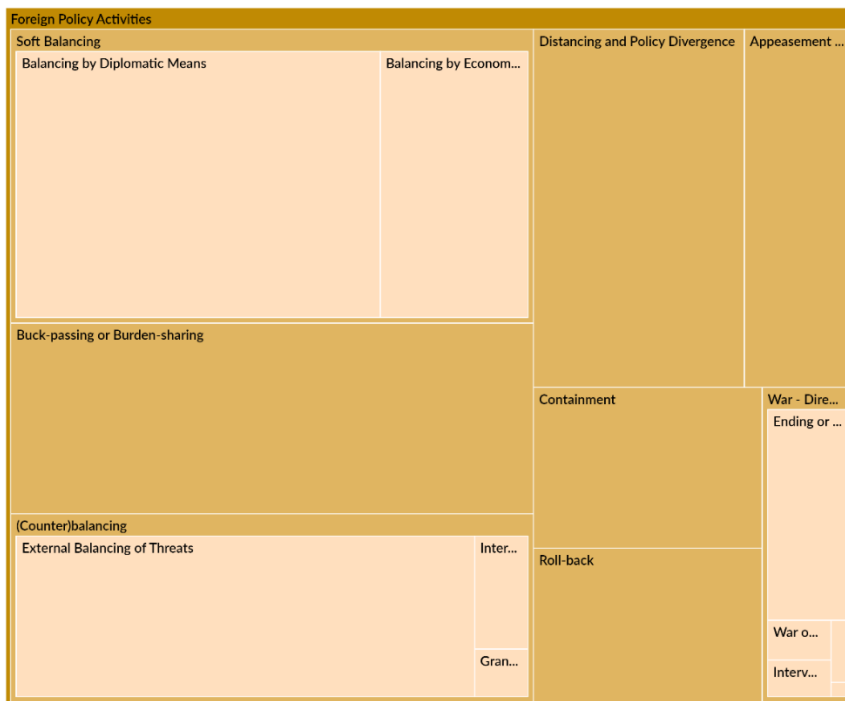 Foreign Policy Activities
Soft Balancing
Balancing by Diplomatic Means
Balancing by Econom...
Distancing and Policy Divergence
Appeasement ...
Buck-passing or Burden-sharing
Containment
War - Dire...
Ending or ...
(Counter)balancing
External Balancing of Threats
Inter...
Gran...
Roll-back
War o...
Interv...